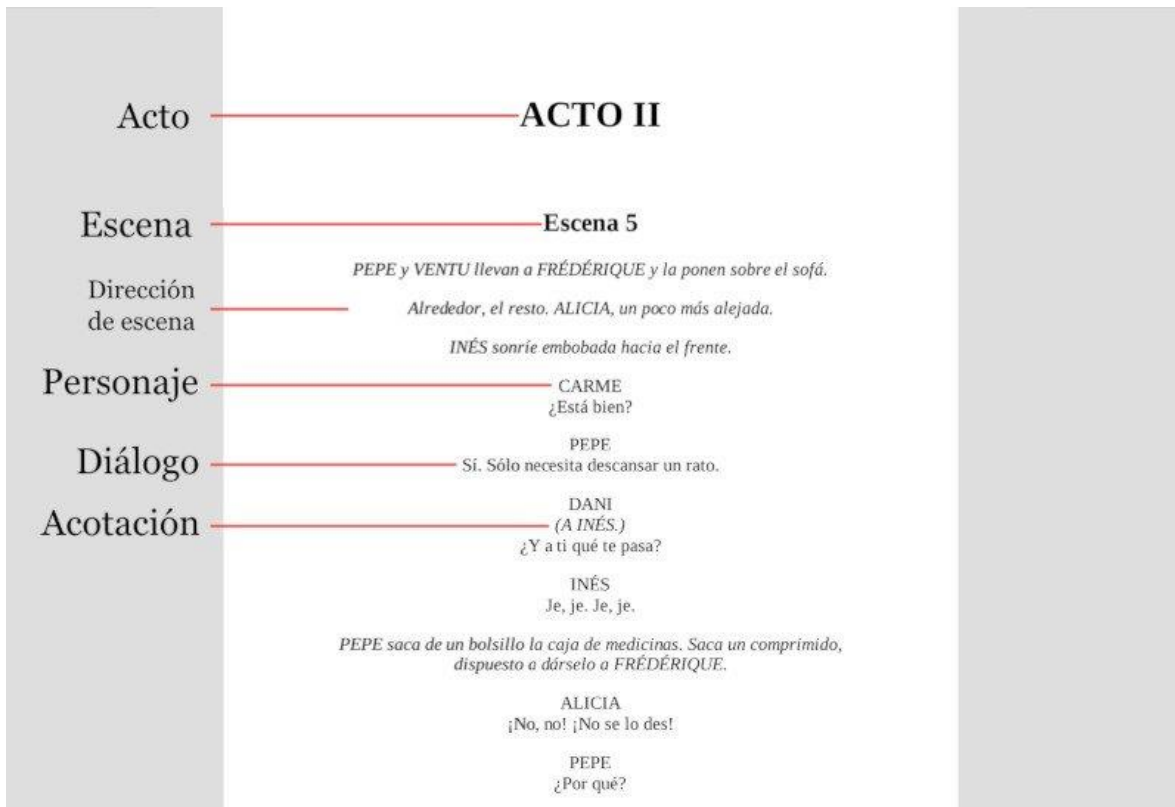 Acto
ACTO II
Escena
Escena 5
PEPE y VENTU llevan a FRÉDÉRIQUE y la ponen sobre el sofá.
Dirección
de escena
Alrededor, el resto. ALICIA, un poco más alejada.
INÉS sonríe embobada hacia el frente.
Personaje
CARME
¿Está bien?
PEPE
Diálogo
Sí. Sólo necesita descansar un rato.
DANI
Acotación
(A INÉS.)
¿Y a ti qué te pasa?
INÉS
Je, je. Je, je.
PEPE saca de un bolsillo la caja de medicinas. Saca un comprimido,
dispuesto a dárselo a FRÉDÉRIQUE.
ALICIA
¡No, no! ¡No se lo des!
PEPE
¿Por qué?